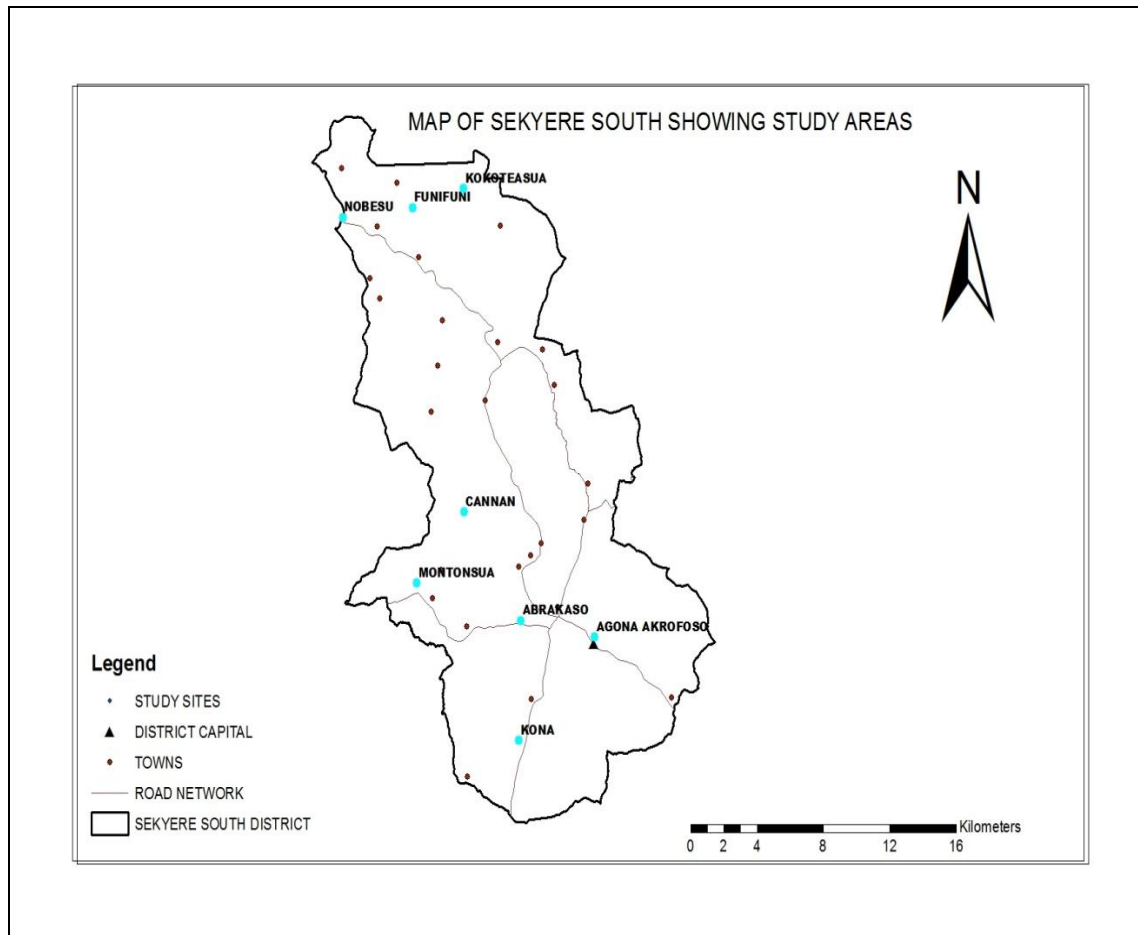 MAP OF SEKYERE SOUTH SHOWING STUDY AREAS
N
KOKOTEASUA
FUNIFUNI
NOBESU
CANNAN
MONTONSUA
ABRAKASO
AGONA AKROFOSO
KONA
Legend
STUDY SITES
DISTRICT CAPITAL
TOWNS
ROAD NETWORK
SEKYERE SOUTH DISTRICT
Kilometers
0 2 4 8 12 16